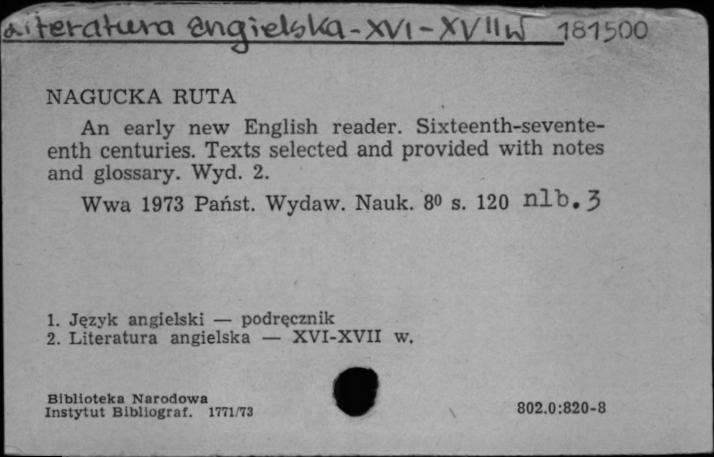 Literatura angielska - XVI - XVII w 181500
NAGUCKA RUTA
An early new English reader. Sixteenth-sevente-
enth centuries. Texts selected and provided with notes
and glossary. Wyd. 2.
Wwa 1973 Państ. Wydaw. Nauk. 8⁰ s. 120 nlb. 3
1. Język angielski — podręcznik
2. Literatura angielska — XVI-XVII w.
Biblioteka Narodowa
Instytut Bibliograf. 1771/73
802.0:820-8